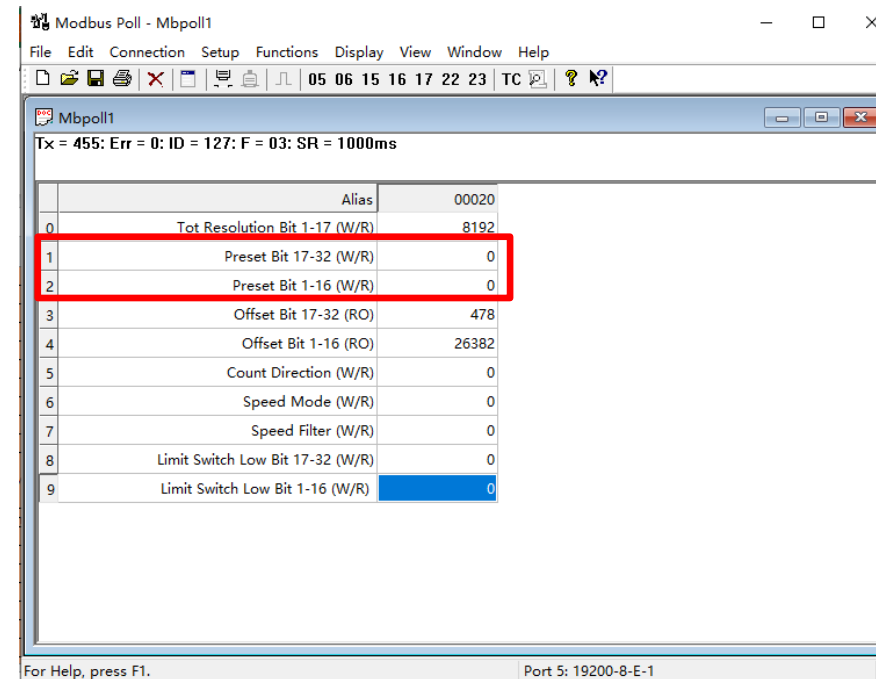 Modbus Poll - Mbpoll1
File Edit Connection Setup Functions Display View Window Help
05 06 15 16 17 22 23 TC
Mbpoll1
Tx = 455: Err = 0: ID = 127: F = 03: SR = 1000ms
Alias 00020
0 Tot Resolution Bit 1-17 (W/R) 8192
1 Preset Bit 17-32 (W/R) 0
2 Preset Bit 1-16 (W/R) 0
3 Offset Bit 17-32 (RO) 478
4 Offset Bit 1-16 (RO) 26382
5 Count Direction (W/R) 0
6 Speed Mode (W/R) 0
7 Speed Filter (W/R) 0
8 Limit Switch Low Bit 17-32 (W/R) 0
9 Limit Switch Low Bit 1-16 (W/R) 0
For Help, press F1. Port 5: 19200-8-E-1